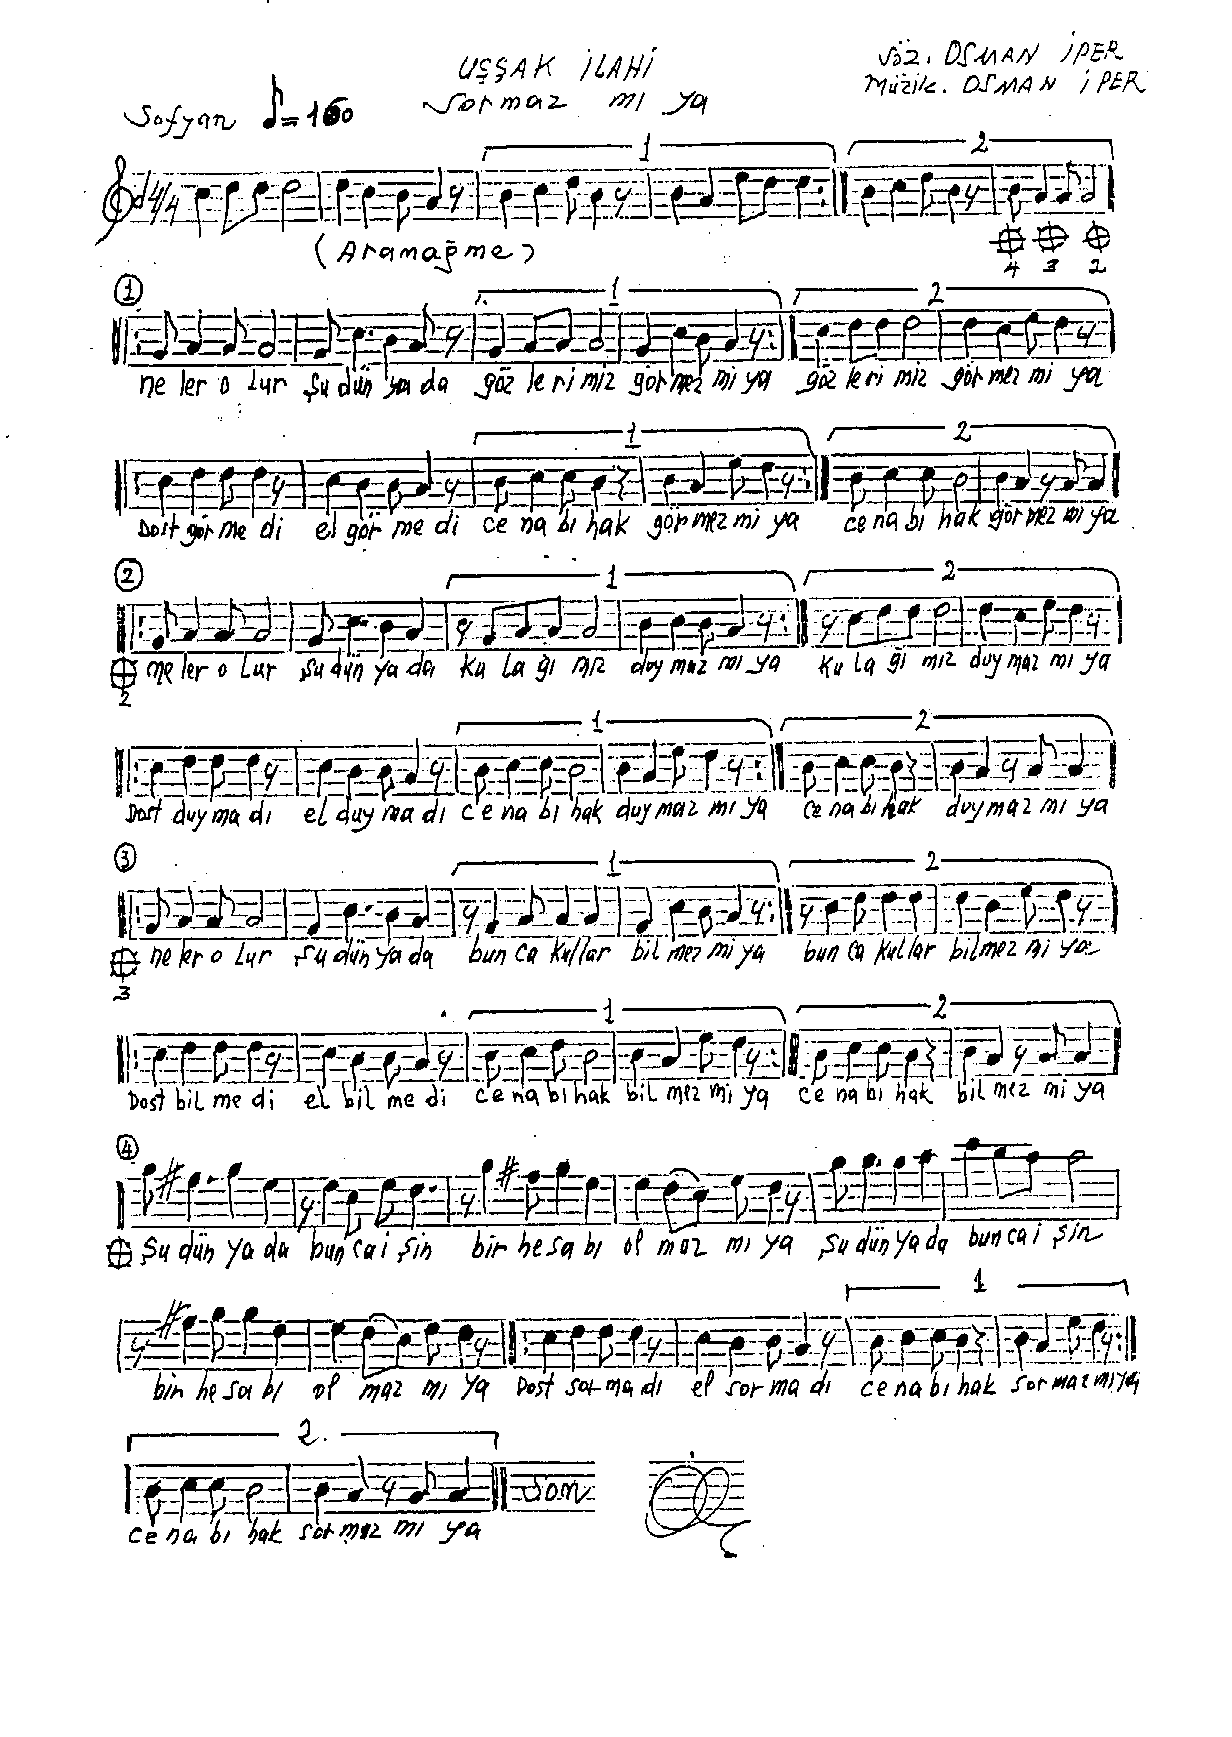 UŞŞAK İLAHİ
Sormaz mı ya
Söz. OSMAN İPER
Müzik. OSMAN İPER
Sofyan ♪=160
1 2
4/4
(Aranağme)
4 3 2
1
1 2
ne ler o lur şu dün ya da göz le ri miz gör mez mi ya göz le ri miz gör mez mi ya
1 2
Dost gör me di el gör me di ce na bı hak gör mez mi ya ce na bı hak gör mez mi ya
2
1 2
ne ler o lur şu dün ya da ku la ğı mız duy maz mı ya ku la ğı mız duy maz mı ya
2
1 2
Dost duy ma dı el duy ma dı ce na bı hak duy maz mı ya ce na bı hak duy maz mı ya
3
1 2
ne ler o lur şu dün ya da bun ca kul lar bil mez mi ya bun ca kul lar bil mez mi ya
3
1 2
Dost bil me di el bil me di ce na bı hak bil mez mi ya ce na bı hak bil mez mi ya
4
Şu dün ya da bun ca i şin bir he sa bı ol maz mı ya şu dün ya da bun ca i şin
1
bir he sa bı ol maz mı ya Dost sor ma dı el sor ma dı ce na bı hak sor maz mı ya
2.
Son
ce na bı hak sor maz mı ya